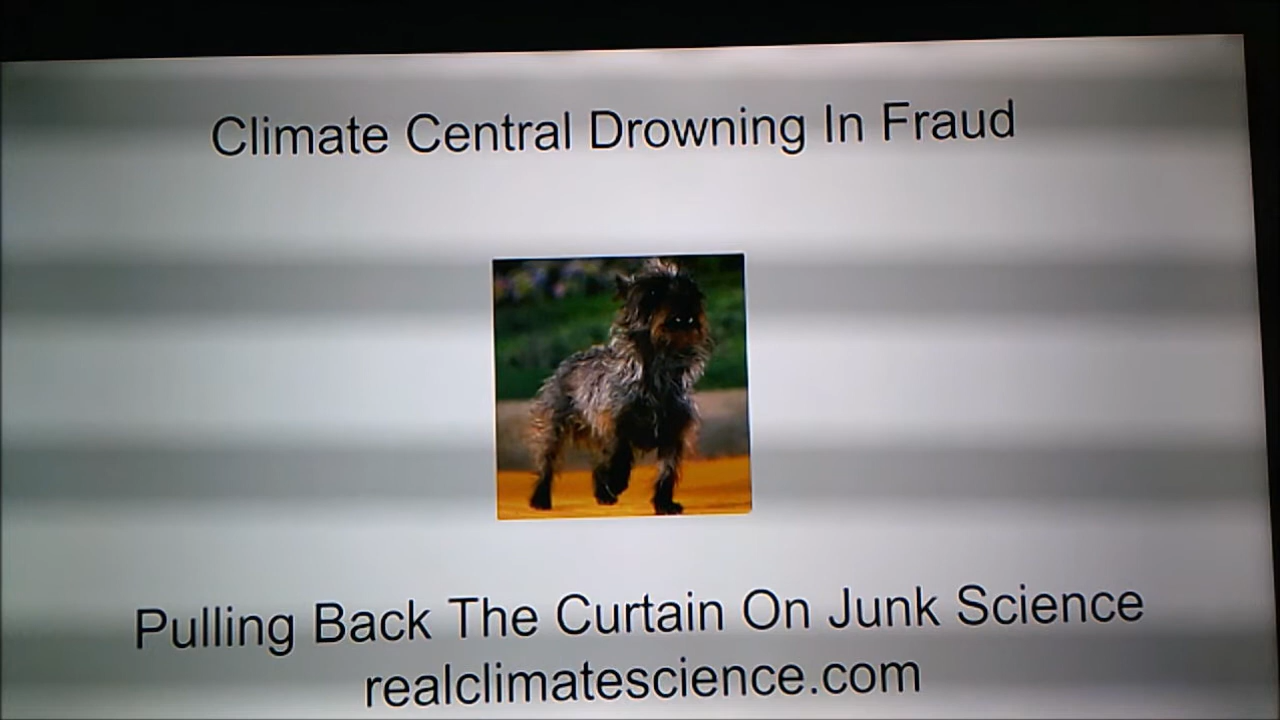 Climate Central Drowning In Fraud
Pulling Back The Curtain On Junk Science
realclimatescience.com